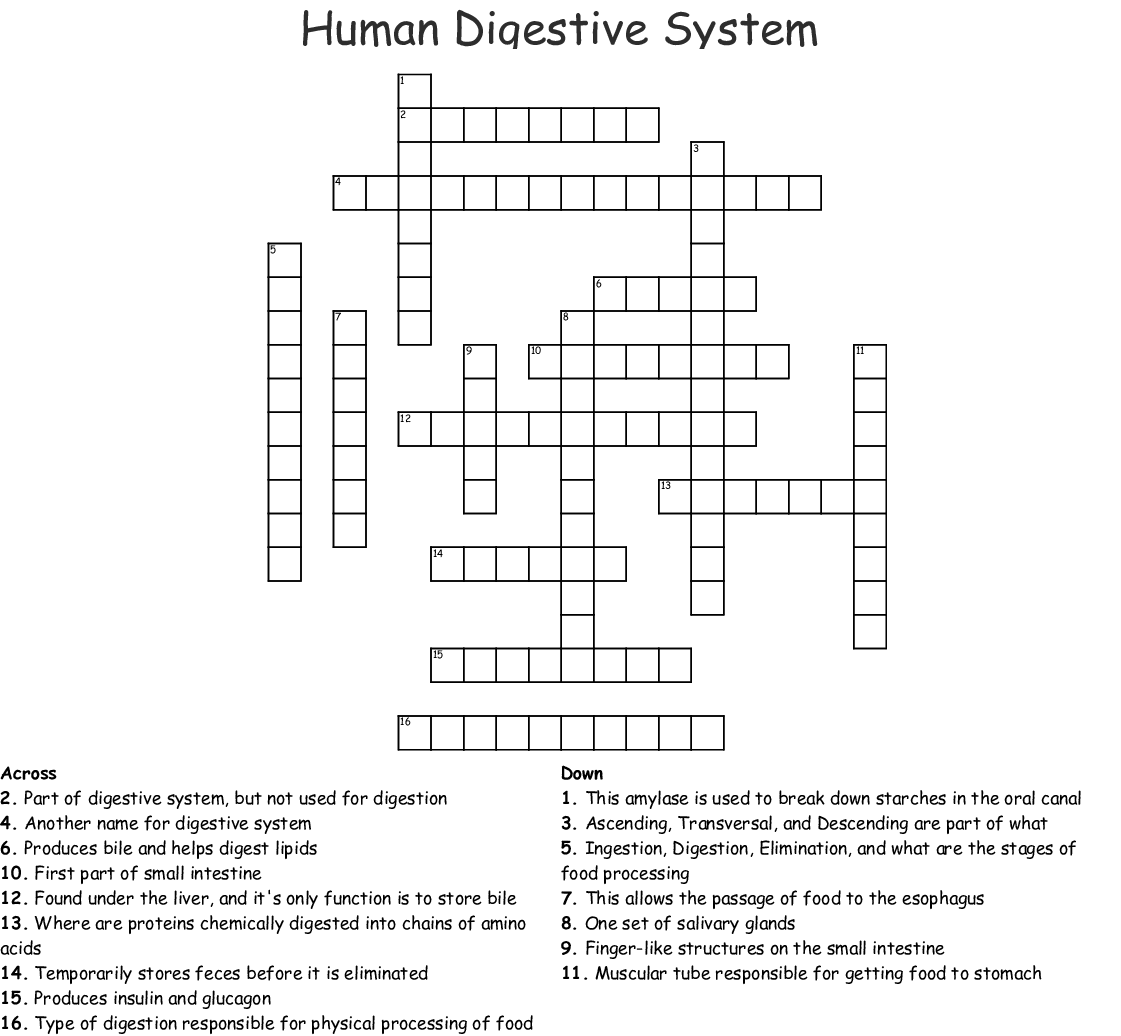 Human Digestive System
1
2
3
4
5
6
7
8
9
10
11
12
13
14
15
16
Across
2. Part of digestive system, but not used for digestion
4. Another name for digestive system
6. Produces bile and helps digest lipids
10. First part of small intestine
12. Found under the liver, and it's only function is to store bile
13. Where are proteins chemically digested into chains of amino
acids
14. Temporarily stores feces before it is eliminated
15. Produces insulin and glucagon
16. Type of digestion responsible for physical processing of food
Down
1. This amylase is used to break down starches in the oral canal
3. Ascending, Transversal, and Descending are part of what
5. Ingestion, Digestion, Elimination, and what are the stages of
food processing
7. This allows the passage of food to the esophagus
8. One set of salivary glands
9. Finger-like structures on the small intestine
11. Muscular tube responsible for getting food to stomach